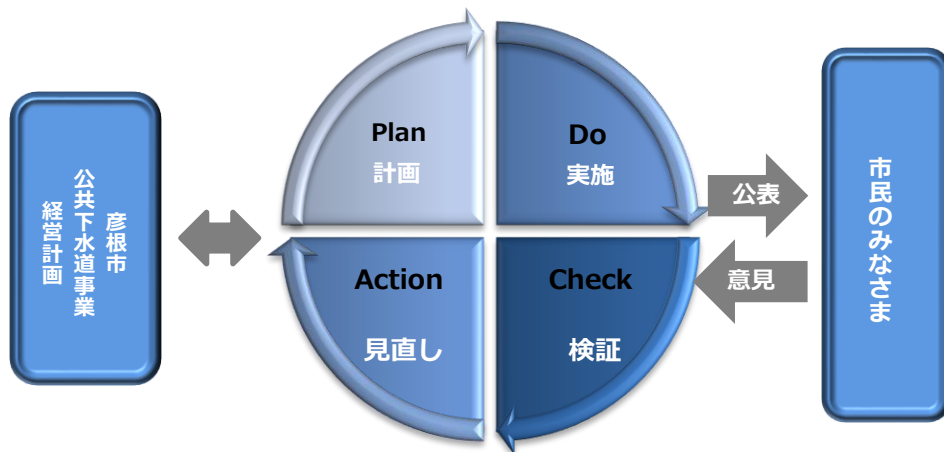 彦根市
公共下水道事業
経営計画
Plan
計画
Do
実施
Action
見直し
Check
検証
公表
意見
市民のみなさま